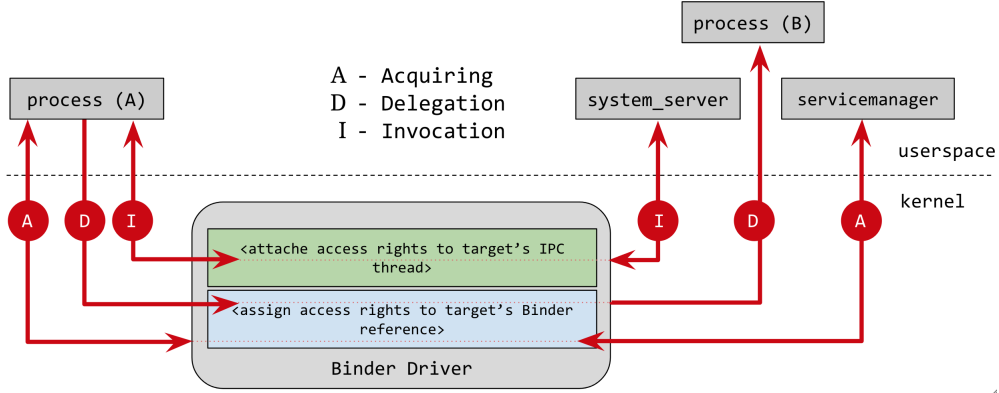 process (B)
A - Acquiring
D - Delegation
I - Invocation
process (A)
system_server
servicemanager
userspace
kernel
A
D
I
I
D
A
<attache access rights to target's IPC
thread>
<assign access rights to target's Binder
reference>
Binder Driver